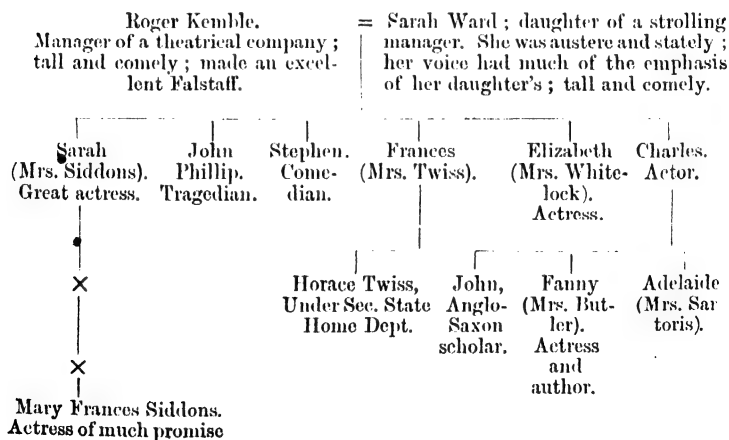 Roger Kemble.
Manager of a theatrical company ;
tall and comely ; made an excel-
lent Falstaff.
= Sarah Ward ; daughter of a strolling
manager. She was austere and stately ;
her voice had much of the emphasis
of her daughter's ; tall and comely.
Sarah
(Mrs. Siddons).
Great actress.
John
Phillip.
Tragedian.
Stephen.
Come-
dian.
Frances
(Mrs. Twiss).
Elizabeth
(Mrs. White-
lock).
Actress.
Charles.
Actor.
Horace Twiss,
Under Sec. State
Home Dept.
John,
Anglo-
Saxon
scholar.
Fanny
(Mrs. But-
ler).
Actress
and
author.
Adelaide
(Mrs. Sar
toris).
Mary Frances Siddons.
Actress of much promise